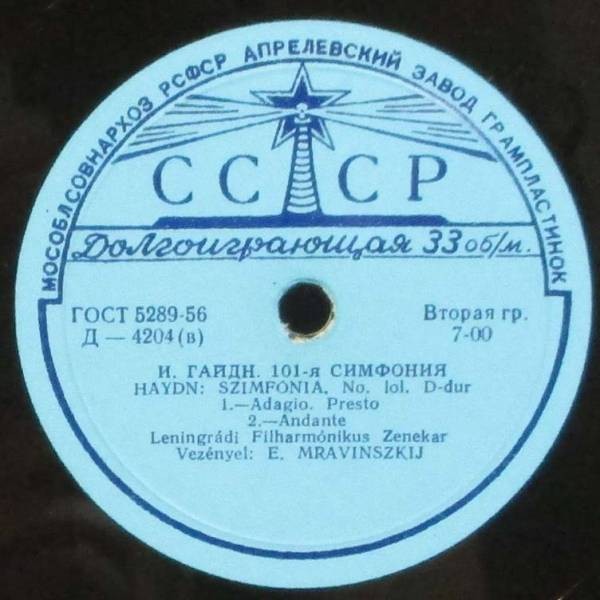 МОСОБЛСОВНАРХОЗ РСФСР АПРЕЛЕВСКИЙ ЗАВОД ГРАМПЛАСТИНОК
СССР
Долгоиграющая 33 об/м.
ГОСТ 5289-56
Вторая гр.
Д — 4204 (в)
7-00
И. ГАЙДН. 101-я СИМФОНИЯ
HAYDN: SZIMFÓNIA, No. lol. D-dur
1.—Adagio. Presto
2.—Andante
Leningrádi Filharmónikus Zenekar
Vezényel: E. MRAVINSZKIJ